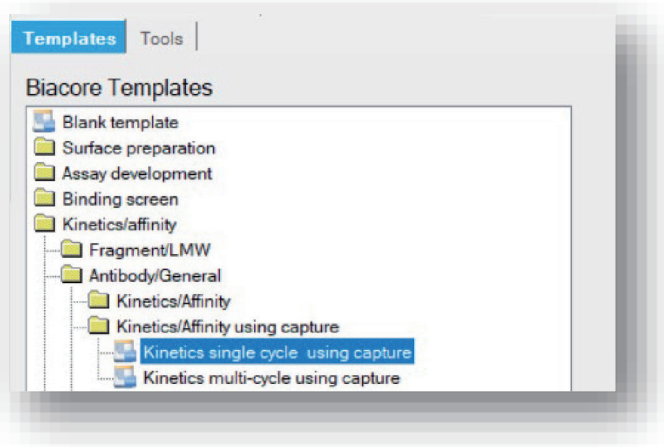 Templates Tools
Biacore Templates
Blank template
Surface preparation
Assay development
Binding screen
Kinetics/affinity
Fragment/LMW
Antibody/General
Kinetics/Affinity
Kinetics/Affinity using capture
Kinetics single cycle using capture
Kinetics multi-cycle using capture